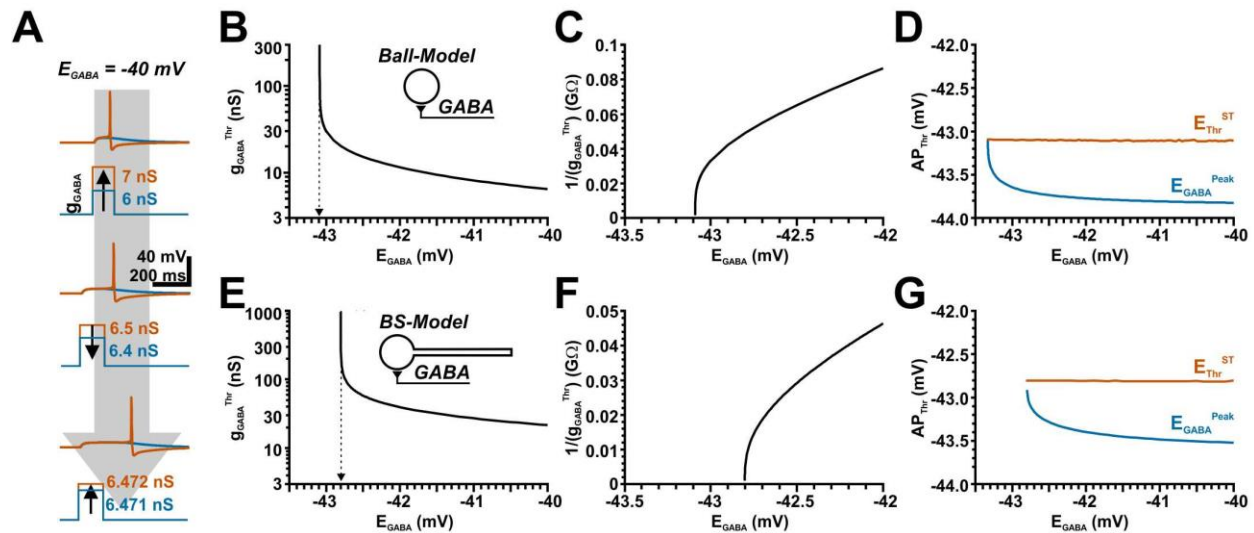 A
E_GABA = -40 mV
g_GABA
7 nS
6 nS
40 mV
200 ms
6.5 nS
6.4 nS
6.472 nS
6.471 nS
B
g_GABA^Thr (nS)
300
100
30
10
3
Ball-Model
GABA
-43
-42
-41
-40
E_GABA (mV)
C
1/(g_GABA^Thr) (GΩ)
0.1
0.08
0.06
0.04
0.02
0
-43.5
-43
-42.5
-42
E_GABA (mV)
D
AP_Thr (mV)
-42.0
-42.5
-43.0
-43.5
-44.0
E_Thr^ST
E_GABA^Peak
-43
-42
-41
-40
E_GABA (mV)
E
g_GABA^Thr (nS)
1000
300
100
30
10
3
BS-Model
GABA
-43
-42
-41
-40
E_GABA (mV)
F
1/(g_GABA^Thr) (GΩ)
0.05
0.04
0.03
0.02
0.01
0
-43.5
-43
-42.5
-42
E_GABA (mV)
G
AP_Thr (mV)
-42.0
-42.5
-43.0
-43.5
-44.0
E_Thr^ST
E_GABA^Peak
-43
-42
-41
-40
E_GABA (mV)